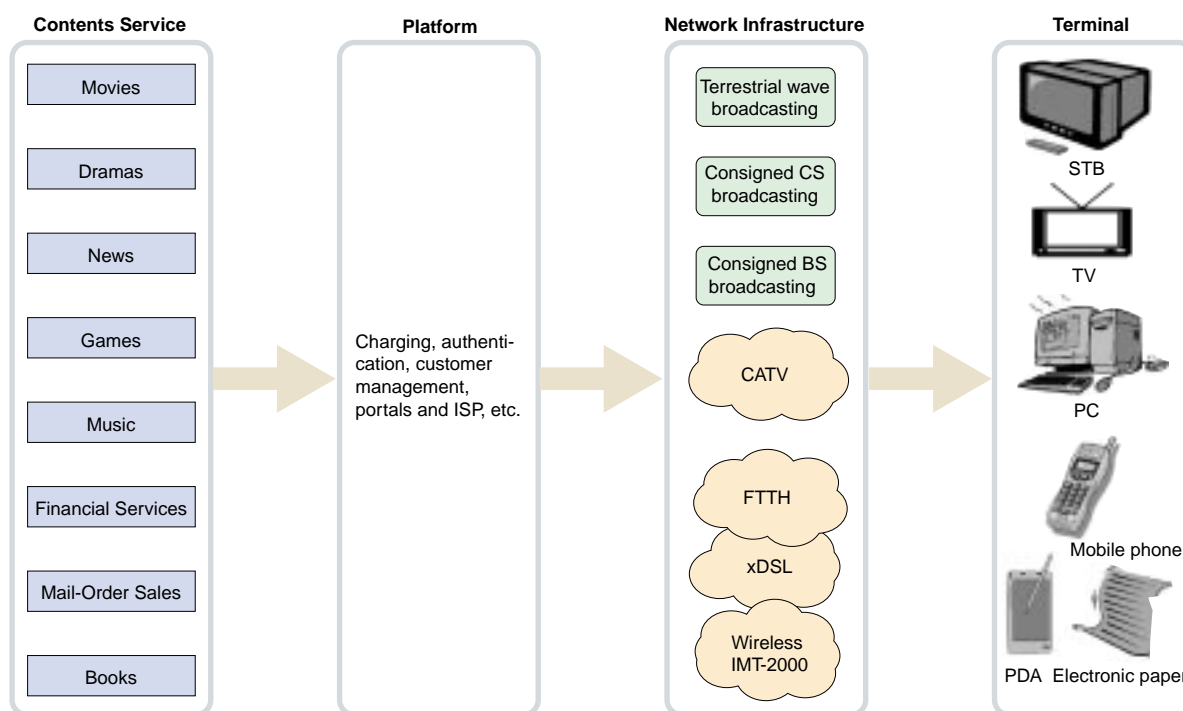 Contents Service
Movies
Dramas
News
Games
Music
Financial Services
Mail-Order Sales
Books
Platform
Charging, authenti-
cation, customer
management,
portals and ISP, etc.
Network Infrastructure
Terrestrial wave
broadcasting
Consigned CS
broadcasting
Consigned BS
broadcasting
CATV
FTTH
xDSL
Wireless
IMT-2000
Terminal
STB
TV
PC
Mobile phone
PDA
Electronic paper